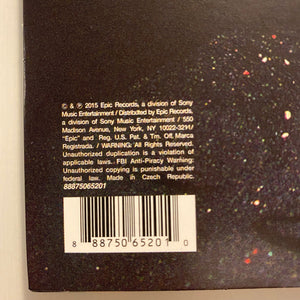 © & ℗ 2015 Epic Records, a division of Sony
Music Entertainment / Distributed by Epic Records,
a division of Sony Music Entertainment / 550
Madison Avenue, New York, NY 10022-3211/
"Epic" and Reg. U.S. Pat. & Tm. Off. Marca
Registrada. / WARNING: All Rights Reserved.
Unauthorized duplication is a violation of
applicable laws.. FBI Anti-Piracy Warning:
Unauthorized copying is punishable under
federal law. Made in Czech Republic.
88875065201
8 88750 65201 0